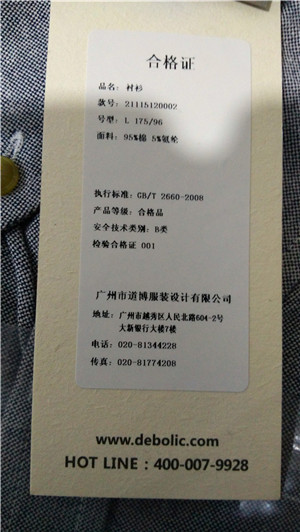 合格证
品名: 衬衫
款号: 21115120002
号型: L 175/96
面料: 95%棉 5%氨纶
执行标准: GB/T 2660-2008
产品等级: 合格品
安全技术类别: B类
检验合格证 001
广州市道博服装设计有限公司
地址: 广州市越秀区人民北路604-2号
大新银行大楼7楼
电话: 020-81344228
传真: 020-81774208
www.debolic.com
HOT LINE : 400-007-9928